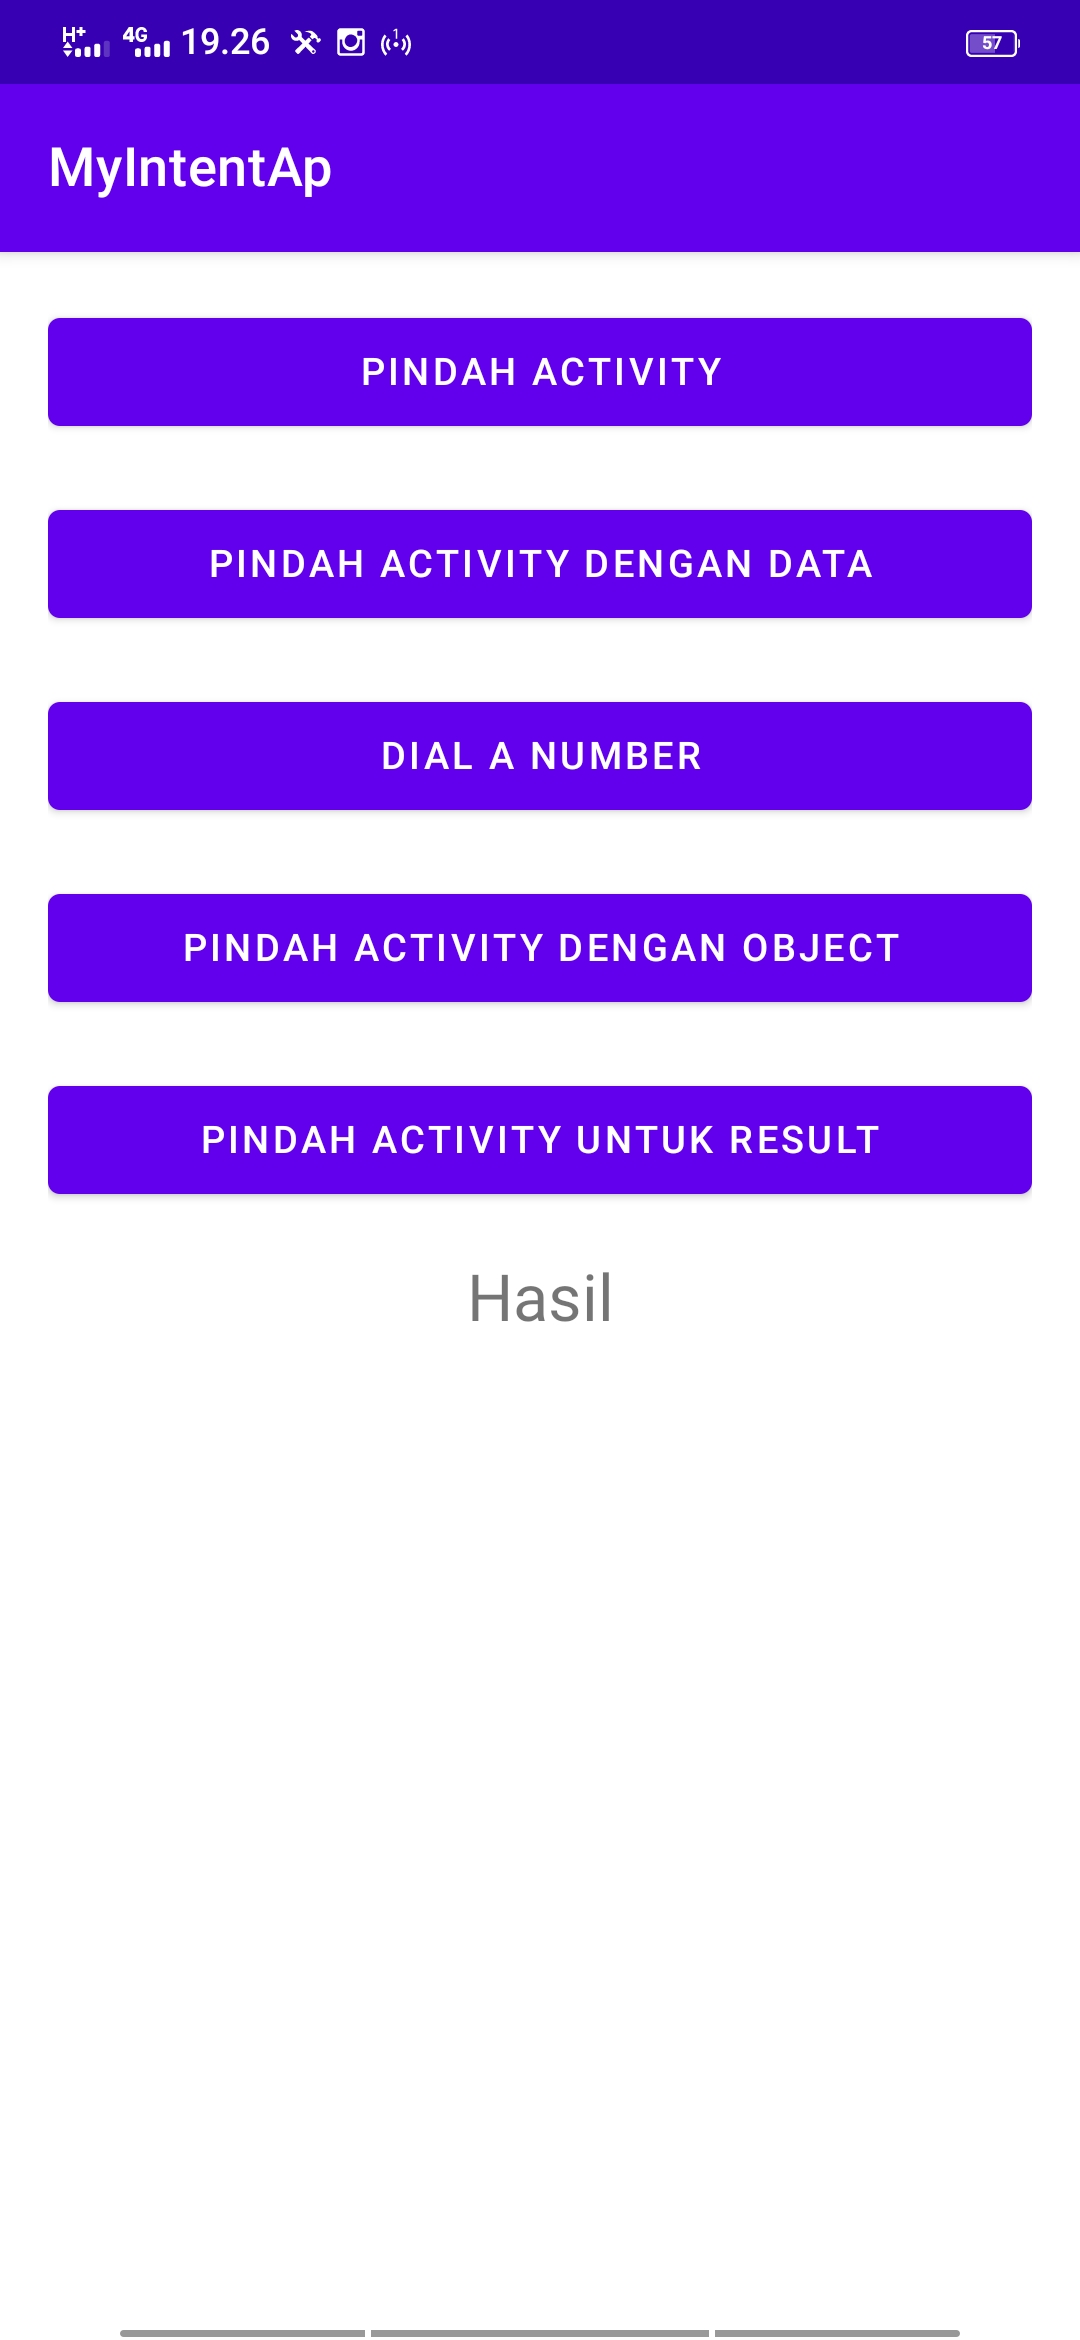 H+ 4G 19.26 1 57
MyIntentAp
PINDAH ACTIVITY
PINDAH ACTIVITY DENGAN DATA
DIAL A NUMBER
PINDAH ACTIVITY DENGAN OBJECT
PINDAH ACTIVITY UNTUK RESULT
Hasil